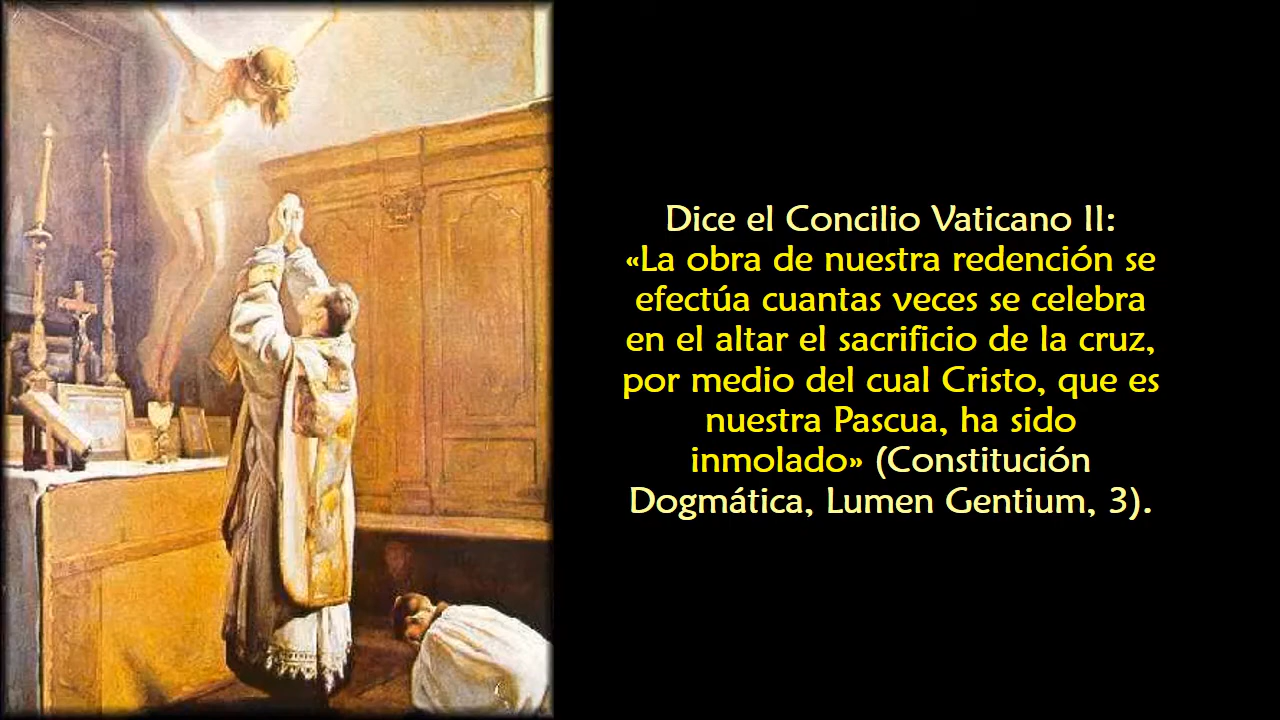 Dice el Concilio Vaticano II:
«La obra de nuestra redención se
efectúa cuantas veces se celebra
en el altar el sacrificio de la cruz,
por medio del cual Cristo, que es
nuestra Pascua, ha sido
inmolado» (Constitución
Dogmática, Lumen Gentium, 3).